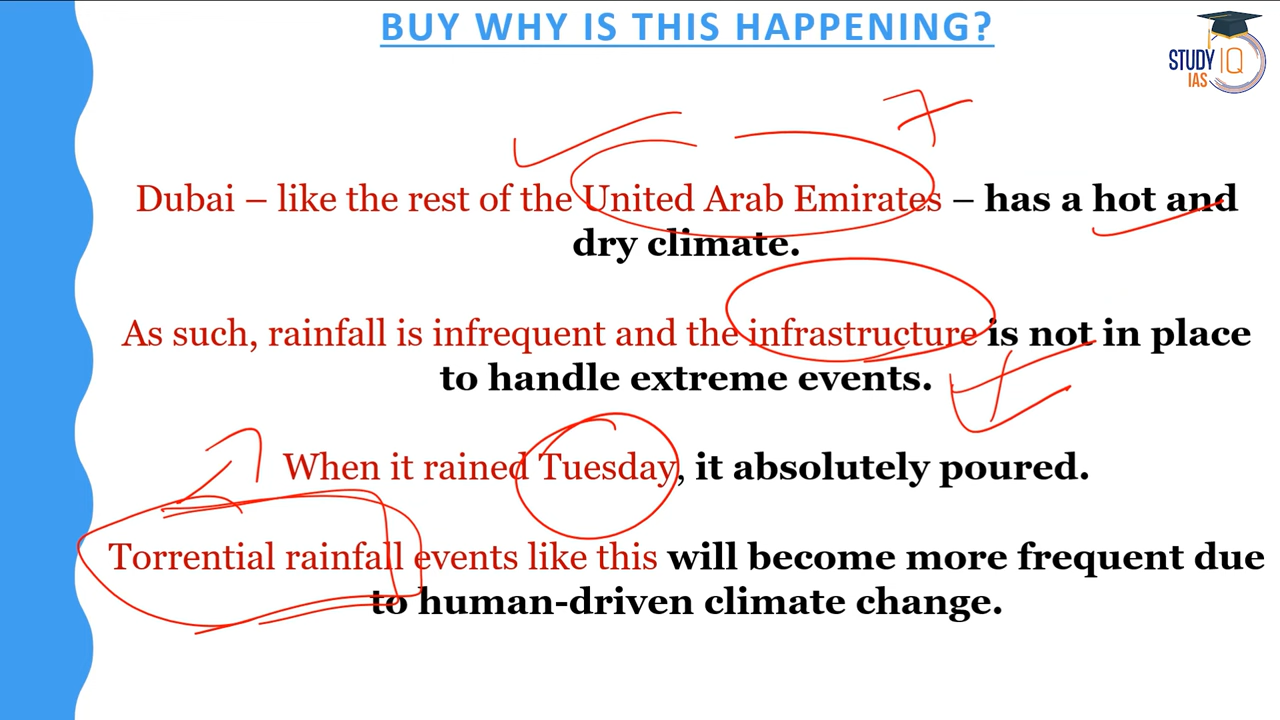 BUY WHY IS THIS HAPPENING?
STUDY IQ
IAS
Dubai – like the rest of the United Arab Emirates – has a hot and
dry climate.
As such, rainfall is infrequent and the infrastructure is not in place
to handle extreme events.
When it rained Tuesday, it absolutely poured.
Torrential rainfall events like this will become more frequent due
to human-driven climate change.